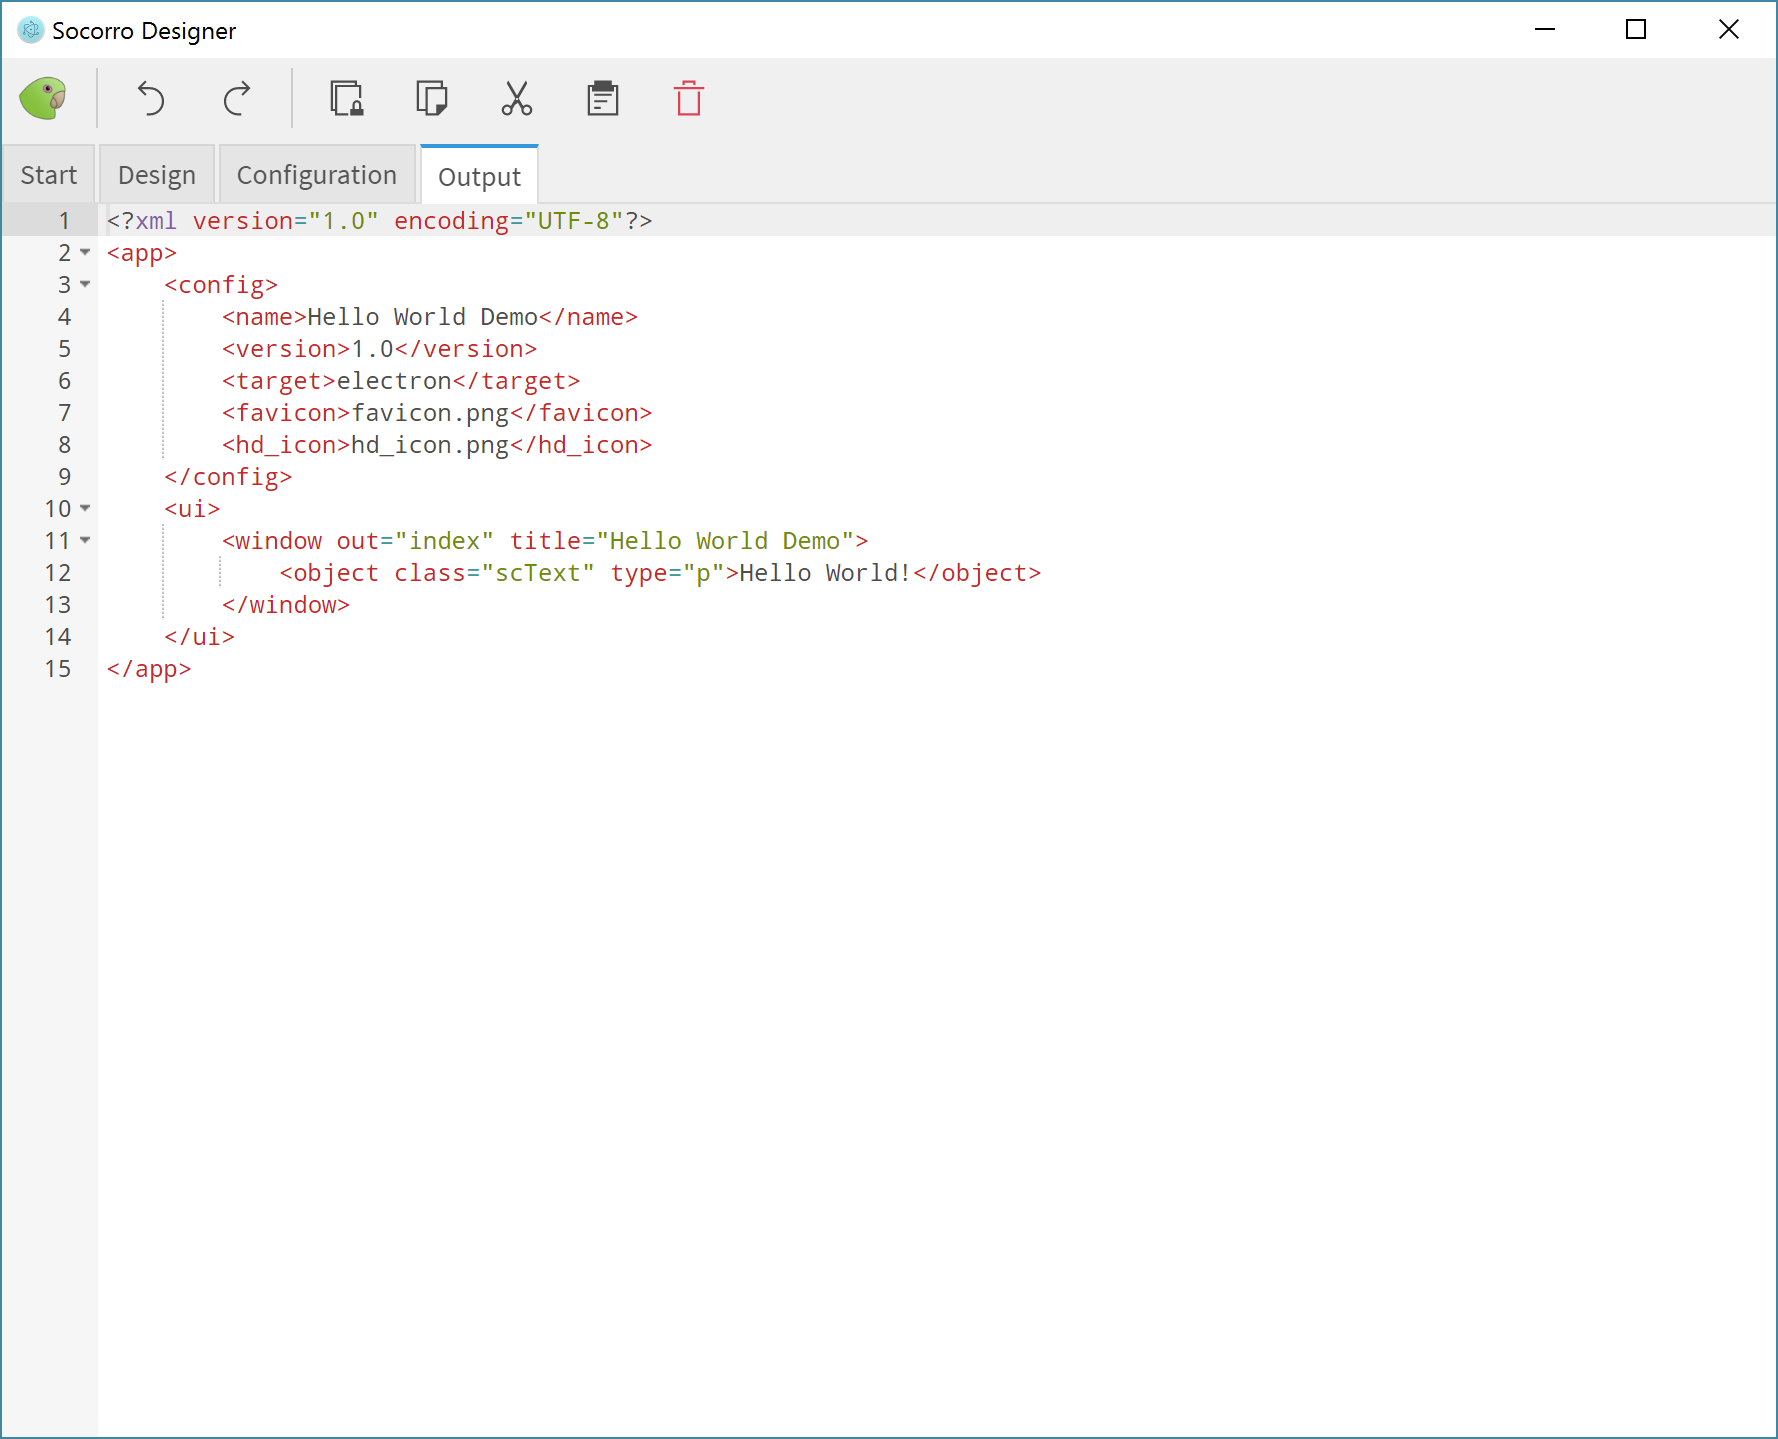 Socorro Designer
Start Design Configuration Output
1 <?xml version="1.0" encoding="UTF-8"?>
2 <app>
3     <config>
4         <name>Hello World Demo</name>
5         <version>1.0</version>
6         <target>electron</target>
7         <favicon>favicon.png</favicon>
8         <hd_icon>hd_icon.png</hd_icon>
9     </config>
10     <ui>
11         <window out="index" title="Hello World Demo">
12             <object class="scText" type="p">Hello World!</object>
13         </window>
14     </ui>
15 </app>